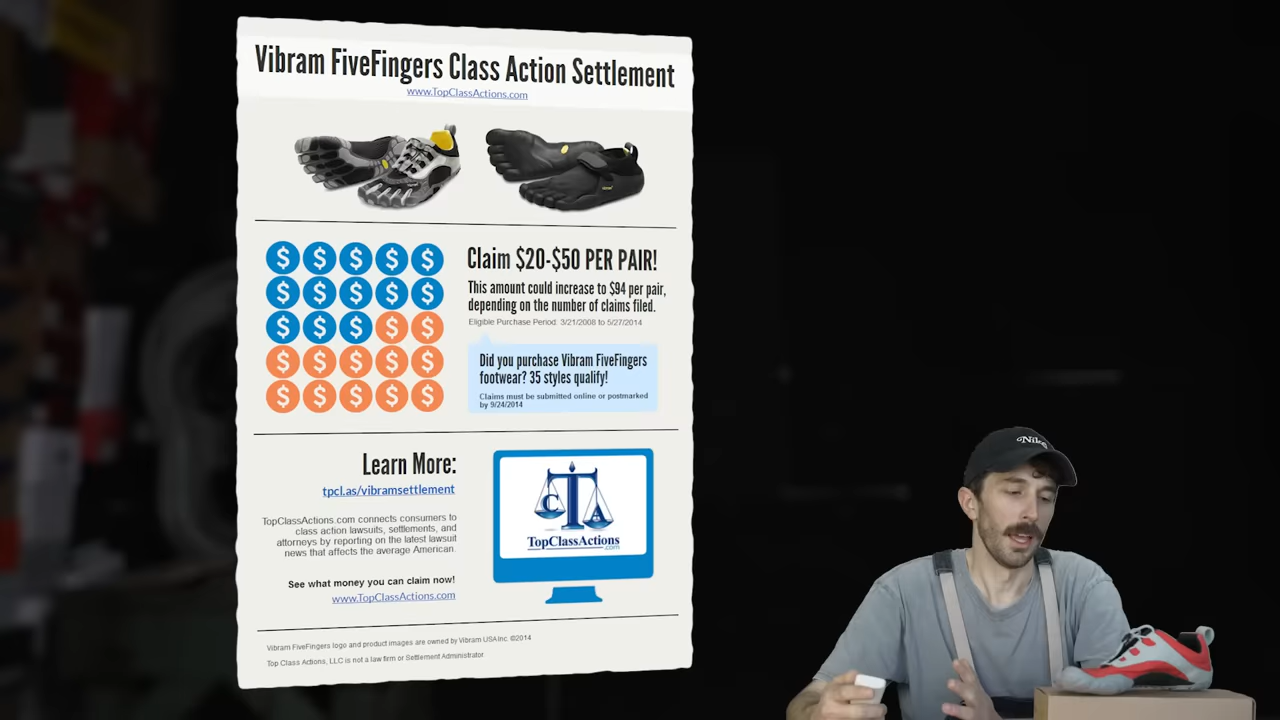 Vibram FiveFingers Class Action Settlement
www.TopClassActions.com
Claim $20-$50 PER PAIR!
This amount could increase to $94 per pair,
depending on the number of claims filed.
Eligible Purchase Period: 3/21/2008 to 5/27/2014
Did you purchase Vibram FiveFingers
footwear? 35 styles qualify!
Claims must be submitted online or postmarked
by 9/24/2014
Learn More:
tpcl.as/vibramsettlement
TopClassActions.com connects consumers to
class action lawsuits, settlements, and
attorneys by reporting on the latest lawsuit
news that affects the average American.
See what money you can claim now!
www.TopClassActions.com
CTA
TopClassActions
.com
Vibram FiveFingers logo and product images are owned by Vibram USA Inc. ©2014
Top Class Actions, LLC is not a law firm or Settlement Administrator.
Nike